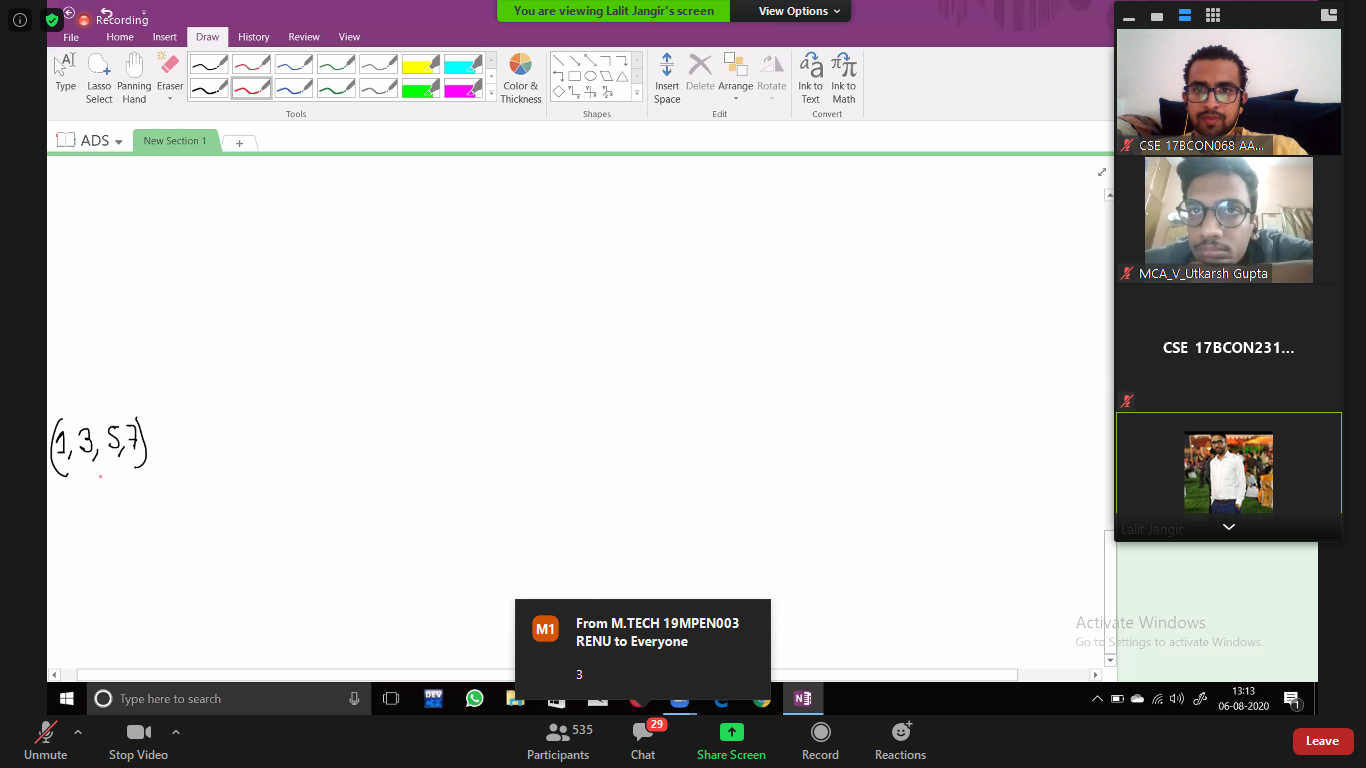 You are viewing Lalit Jangir's screen
View Options
Recording
File Home Insert Draw History Review View
Type
Lasso Select
Panning Hand
Eraser
Color & Thickness
Insert Space
Delete
Arrange
Rotate
Ink to Text
Ink to Math
Tools
Shapes
Edit
Convert
ADS
New Section 1
+
CSE 17BCON068 AA...
MCA_V_Utkarsh Gupta
CSE 17BCON231...
Lalit Jangir
(1, 3, 5, 7)
M1
From M.TECH 19MPEN003
RENU to Everyone
3
Activate Windows
Go to Settings to activate Windows.
Type here to search
DEV
13:13
06-08-2020
1
Unmute
Stop Video
Participants
535
Chat
29
Share Screen
Record
Reactions
Leave